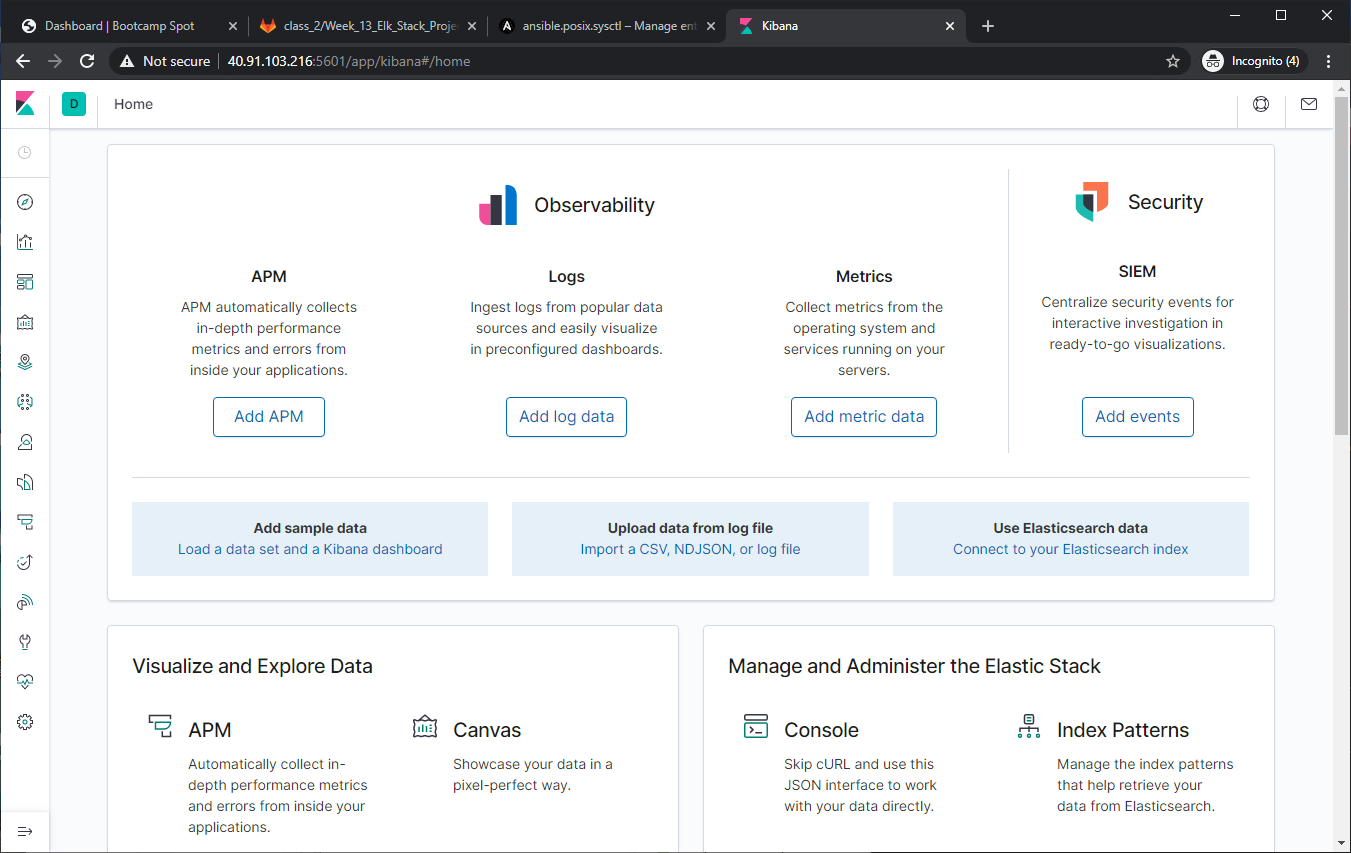 Dashboard | Bootcamp Spot
class_2/Week_13_Elk_Stack_Proje
ansible.posix.sysctl – Manage ent
Kibana
Not secure
40.91.103.216:5601/app/kibana#/home
Incognito (4)
D
Home
Observability
Security
APM
APM automatically collects
in-depth performance
metrics and errors from
inside your applications.
Add APM
Logs
Ingest logs from popular data
sources and easily visualize
in preconfigured dashboards.
Add log data
Metrics
Collect metrics from the
operating system and
services running on your
servers.
Add metric data
SIEM
Centralize security events for
interactive investigation in
ready-to-go visualizations.
Add events
Add sample data
Load a data set and a Kibana dashboard
Upload data from log file
Import a CSV, NDJSON, or log file
Use Elasticsearch data
Connect to your Elasticsearch index
Visualize and Explore Data
APM
Automatically collect in-
depth performance metrics
and errors from inside your
applications.
Canvas
Showcase your data in a
pixel-perfect way.
Manage and Administer the Elastic Stack
Console
Skip cURL and use this
JSON interface to work
with your data directly.
Index Patterns
Manage the index patterns
that help retrieve your
data from Elasticsearch.